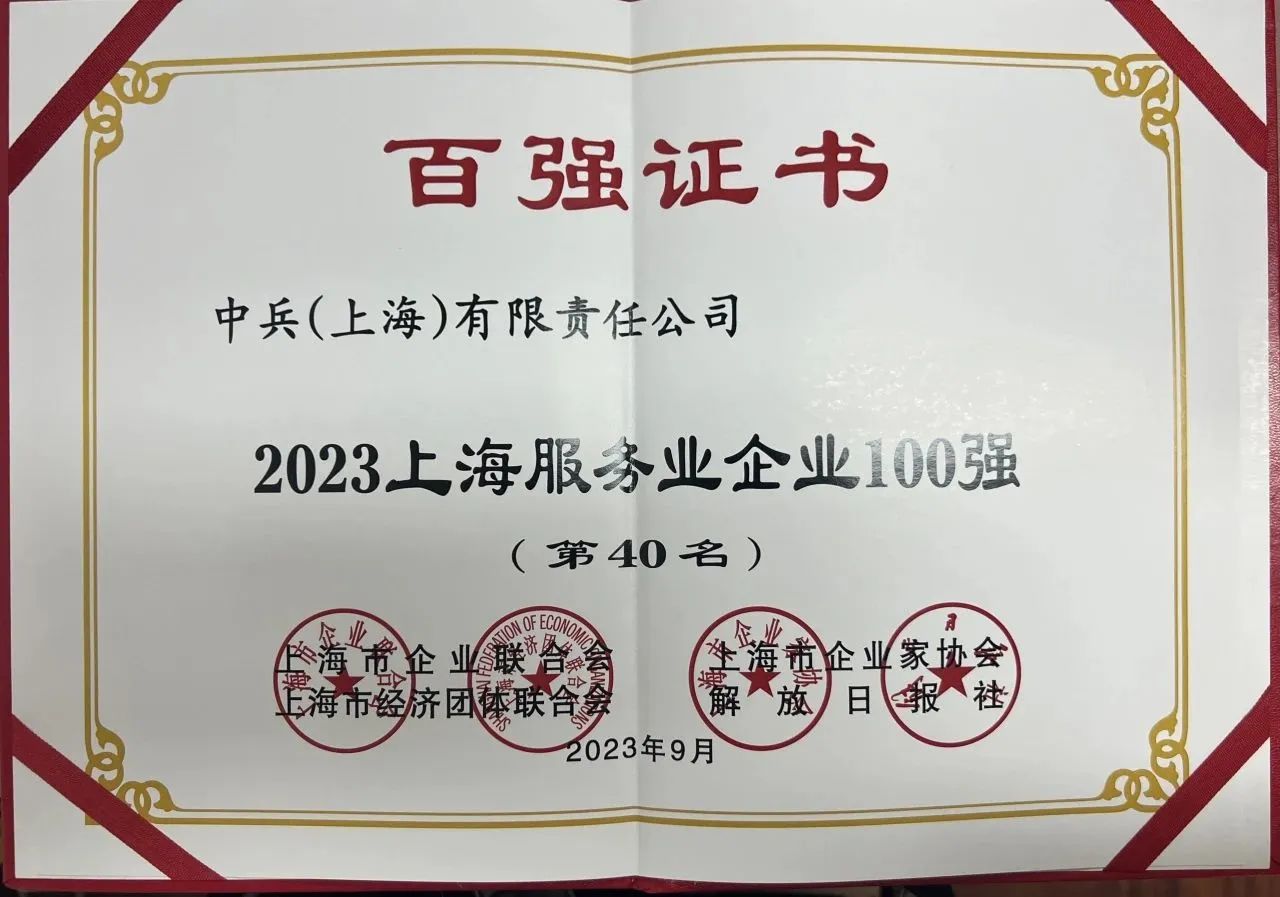 百强证书
中兵(上海)有限责任公司
2023上海服务业企业100强
(第40名)
上海市企业联合会 上海市企业家协会
上海市经济团体联合会 解放日报社
2023年9月